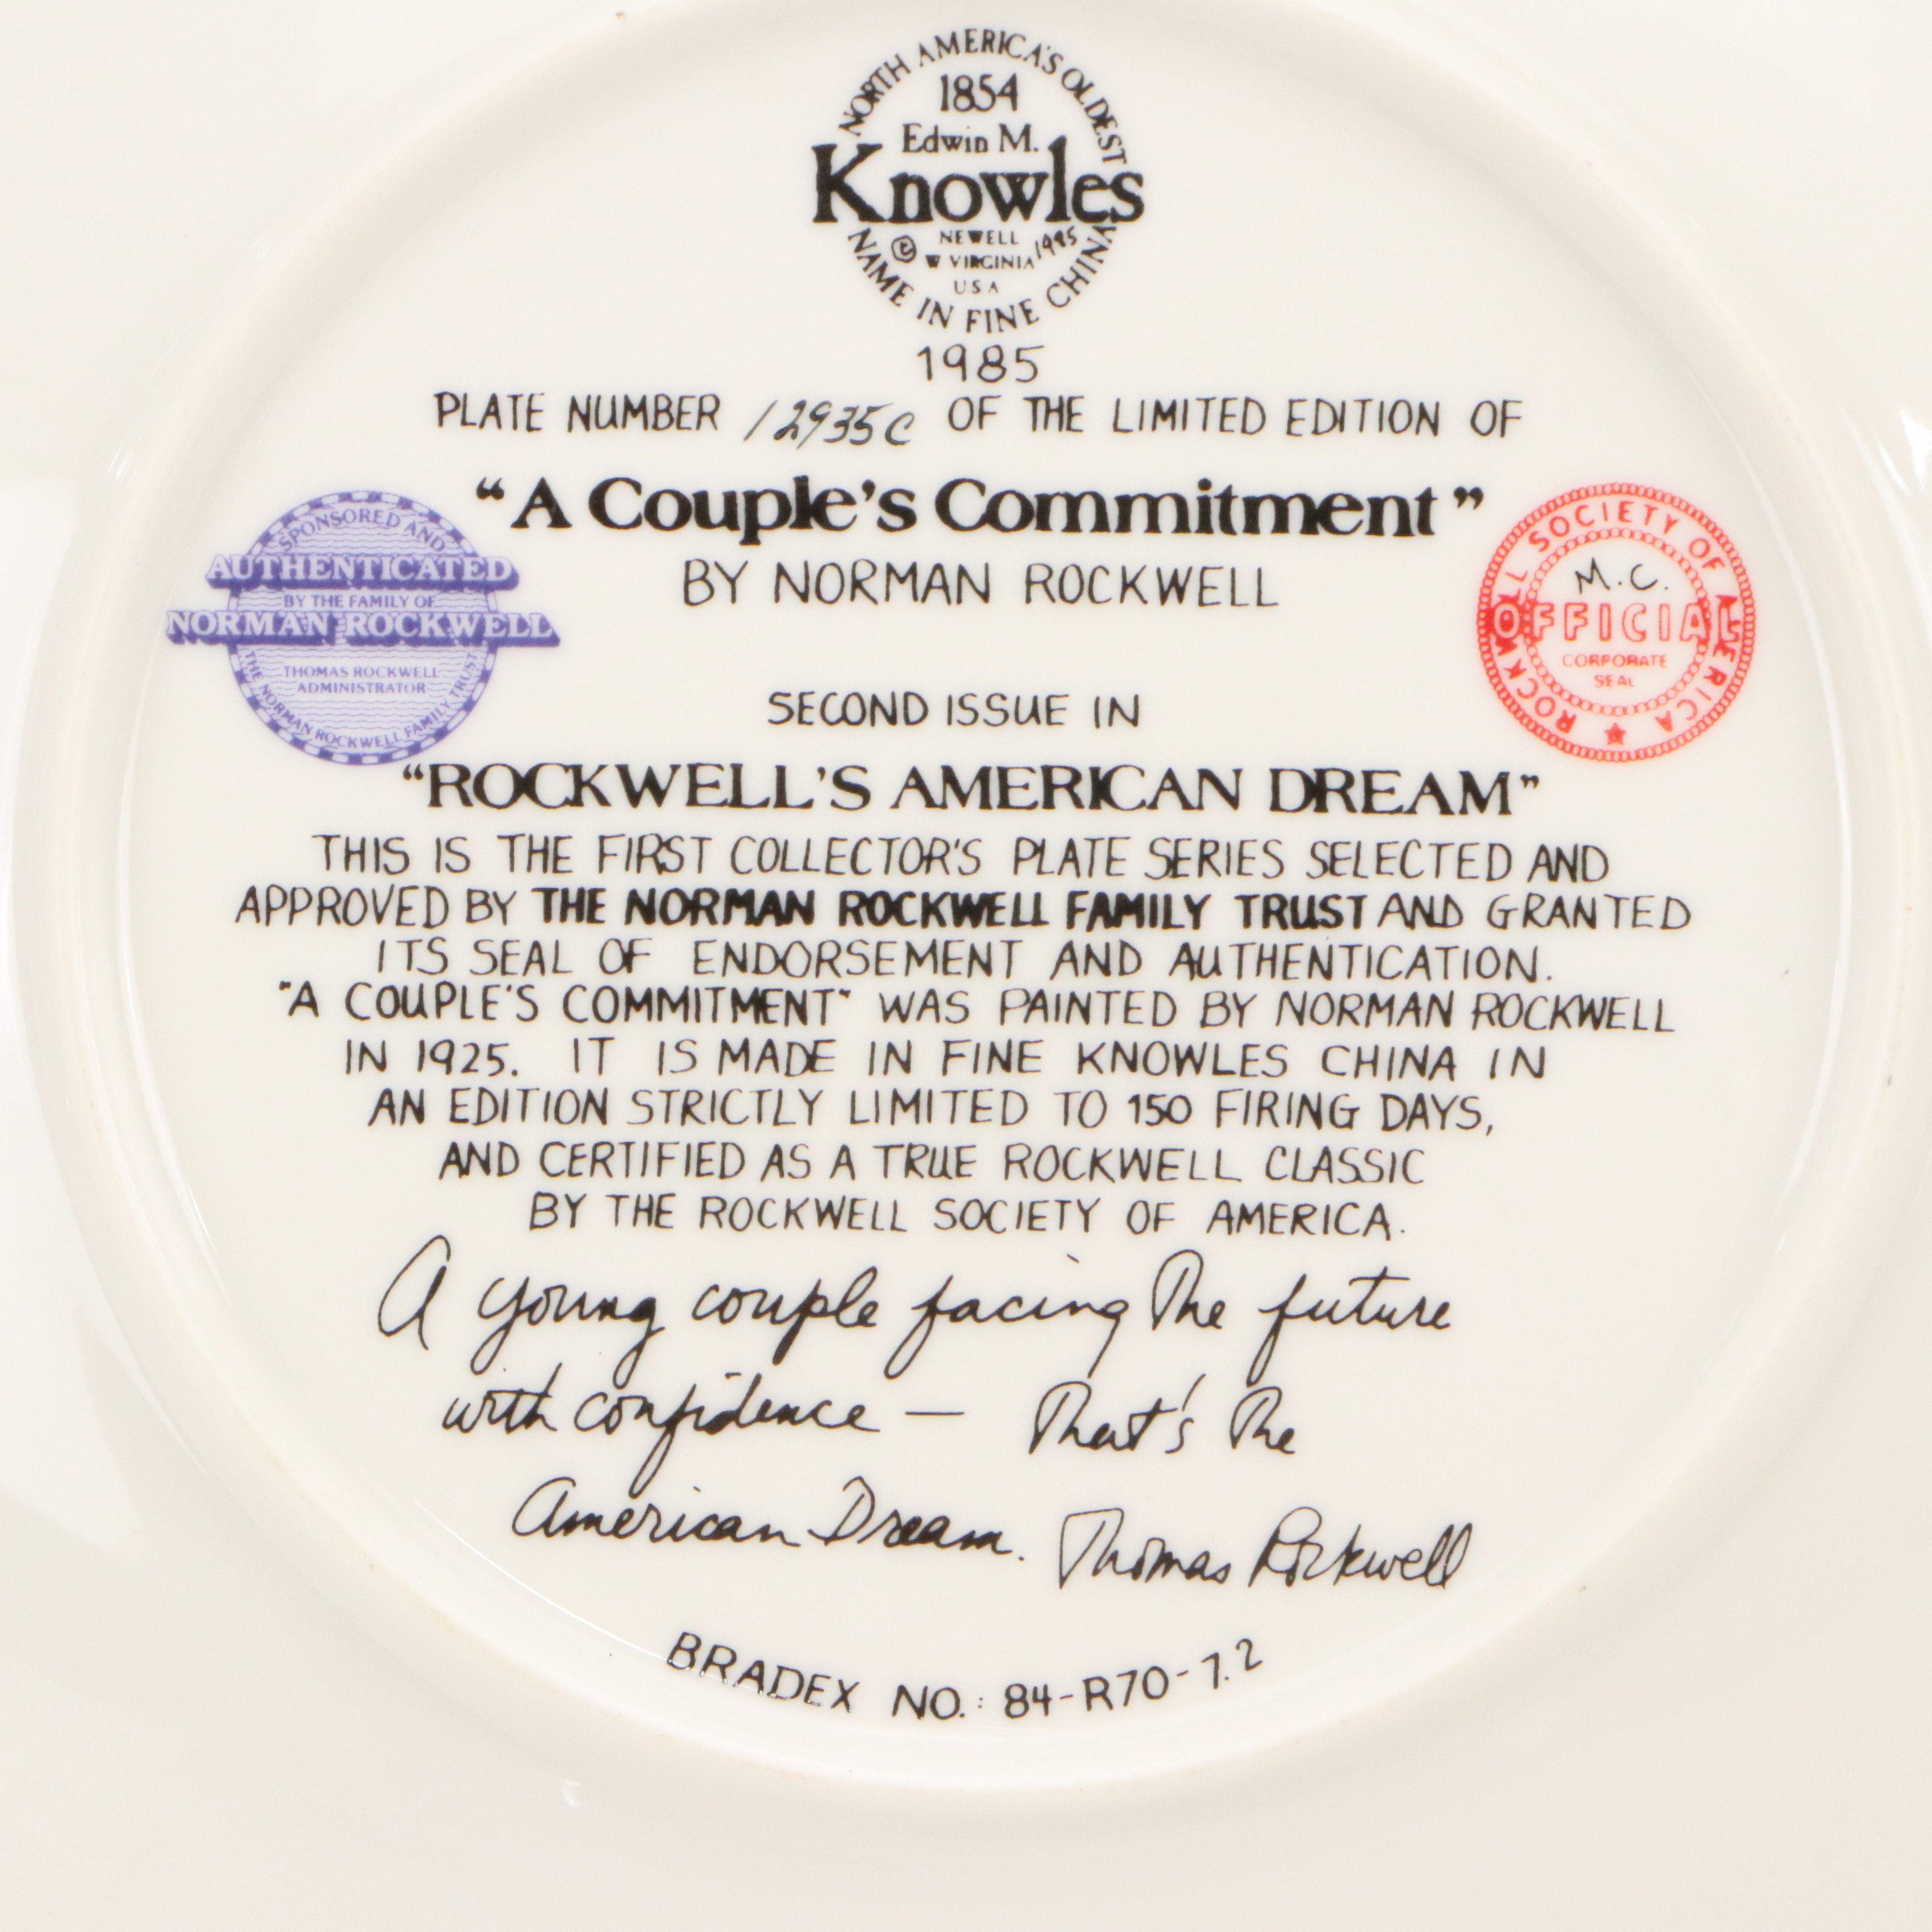 NORTH AMERICA'S OLDEST
1854
Edwin M.
Knowles
© NEWELL 1985
W VIRGINIA
USA
NAME IN FINE CHINA
1985
PLATE NUMBER 12935C OF THE LIMITED EDITION OF
“A Couple’s Commitment”
BY NORMAN ROCKWELL
SPONSORED AND
AUTHENTICATED
BY THE FAMILY OF
NORMAN ROCKWELL
THOMAS ROCKWELL
ADMINISTRATOR
THE NORMAN ROCKWELL FAMILY TRUST
ROCKWELL SOCIETY OF AMERICA
M.C.
OFFICIAL
CORPORATE
SEAL
SECOND ISSUE IN
“ROCKWELL’S AMERICAN DREAM”
THIS IS THE FIRST COLLECTOR'S PLATE SERIES SELECTED AND
APPROVED BY THE NORMAN ROCKWELL FAMILY TRUST AND GRANTED
ITS SEAL OF ENDORSEMENT AND AUTHENTICATION.
"A COUPLE'S COMMITMENT" WAS PAINTED BY NORMAN ROCKWELL
IN 1925. IT IS MADE IN FINE KNOWLES CHINA IN
AN EDITION STRICTLY LIMITED TO 150 FIRING DAYS,
AND CERTIFIED AS A TRUE ROCKWELL CLASSIC
BY THE ROCKWELL SOCIETY OF AMERICA.
A young couple facing the future
with confidence — That's the
American Dream. Thomas Rockwell
BRADEX NO.: 84-R70-7.2